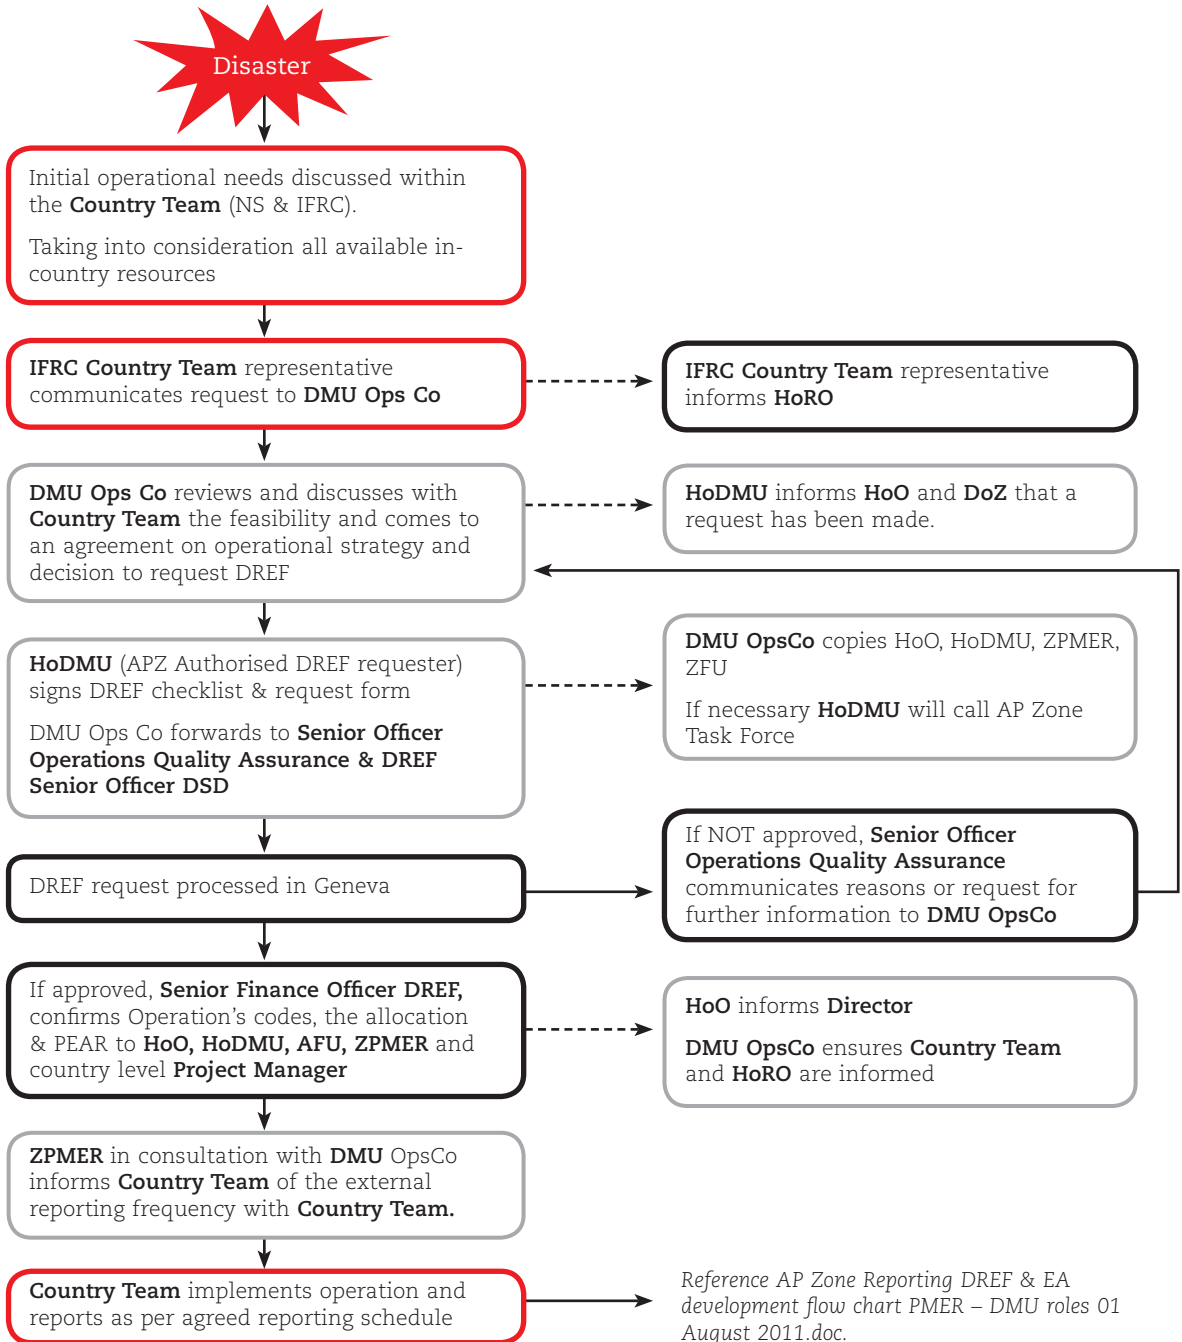 Disaster
Initial operational needs discussed within
the Country Team (NS & IFRC).
Taking into consideration all available in-
country resources
IFRC Country Team representative
communicates request to DMU Ops Co
IFRC Country Team representative
informs HoRO
DMU Ops Co reviews and discusses with
Country Team the feasibility and comes to
an agreement on operational strategy and
decision to request DREF
HoDMU informs HoO and DoZ that a
request has been made.
HoDMU (APZ Authorised DREF requester)
signs DREF checklist & request form
DMU Ops Co forwards to Senior Officer
Operations Quality Assurance & DREF
Senior Officer DSD
DMU OpsCo copies HoO, HoDMU, ZPMER,
ZFU
If necessary HoDMU will call AP Zone
Task Force
DREF request processed in Geneva
If NOT approved, Senior Officer
Operations Quality Assurance
communicates reasons or request for
further information to DMU OpsCo
If approved, Senior Finance Officer DREF,
confirms Operation's codes, the allocation
& PEAR to HoO, HoDMU, AFU, ZPMER and
country level Project Manager
HoO informs Director
DMU OpsCo ensures Country Team
and HoRO are informed
ZPMER in consultation with DMU OpsCo
informs Country Team of the external
reporting frequency with Country Team.
Country Team implements operation and
reports as per agreed reporting schedule
Reference AP Zone Reporting DREF & EA
development flow chart PMER – DMU roles 01
August 2011.doc.